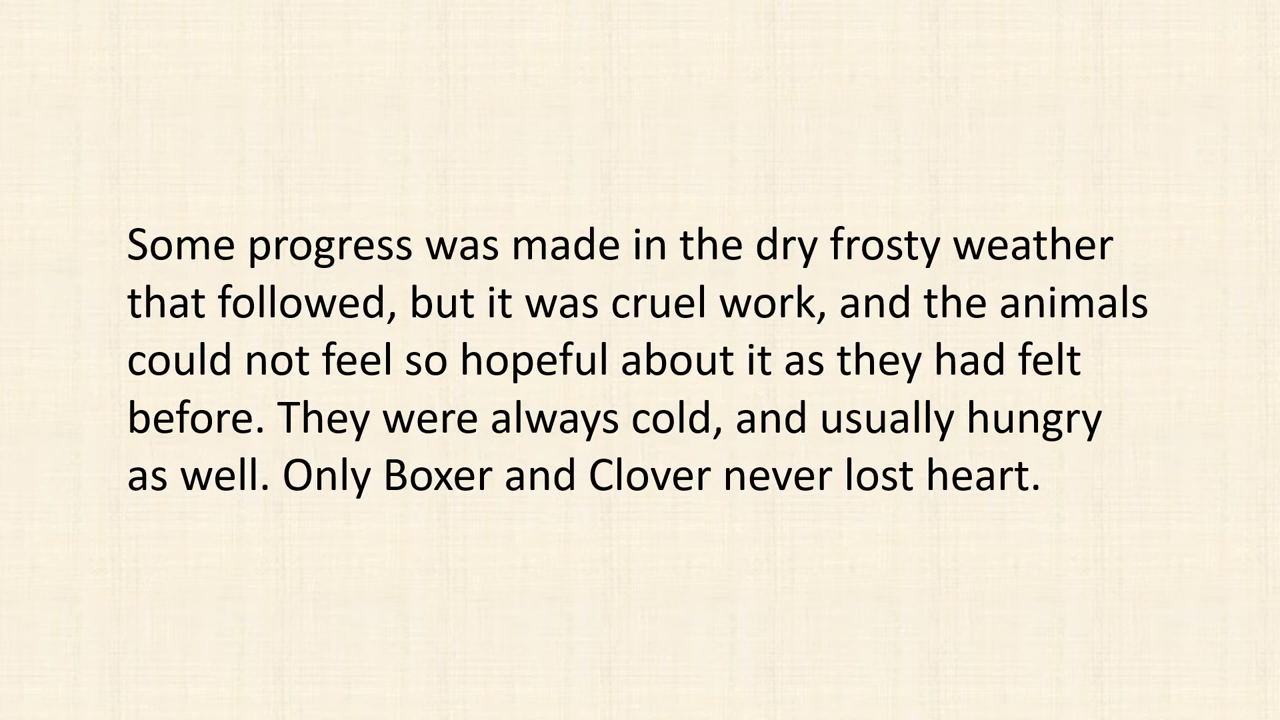 Some progress was made in the dry frosty weather
that followed, but it was cruel work, and the animals
could not feel so hopeful about it as they had felt
before. They were always cold, and usually hungry
as well. Only Boxer and Clover never lost heart.